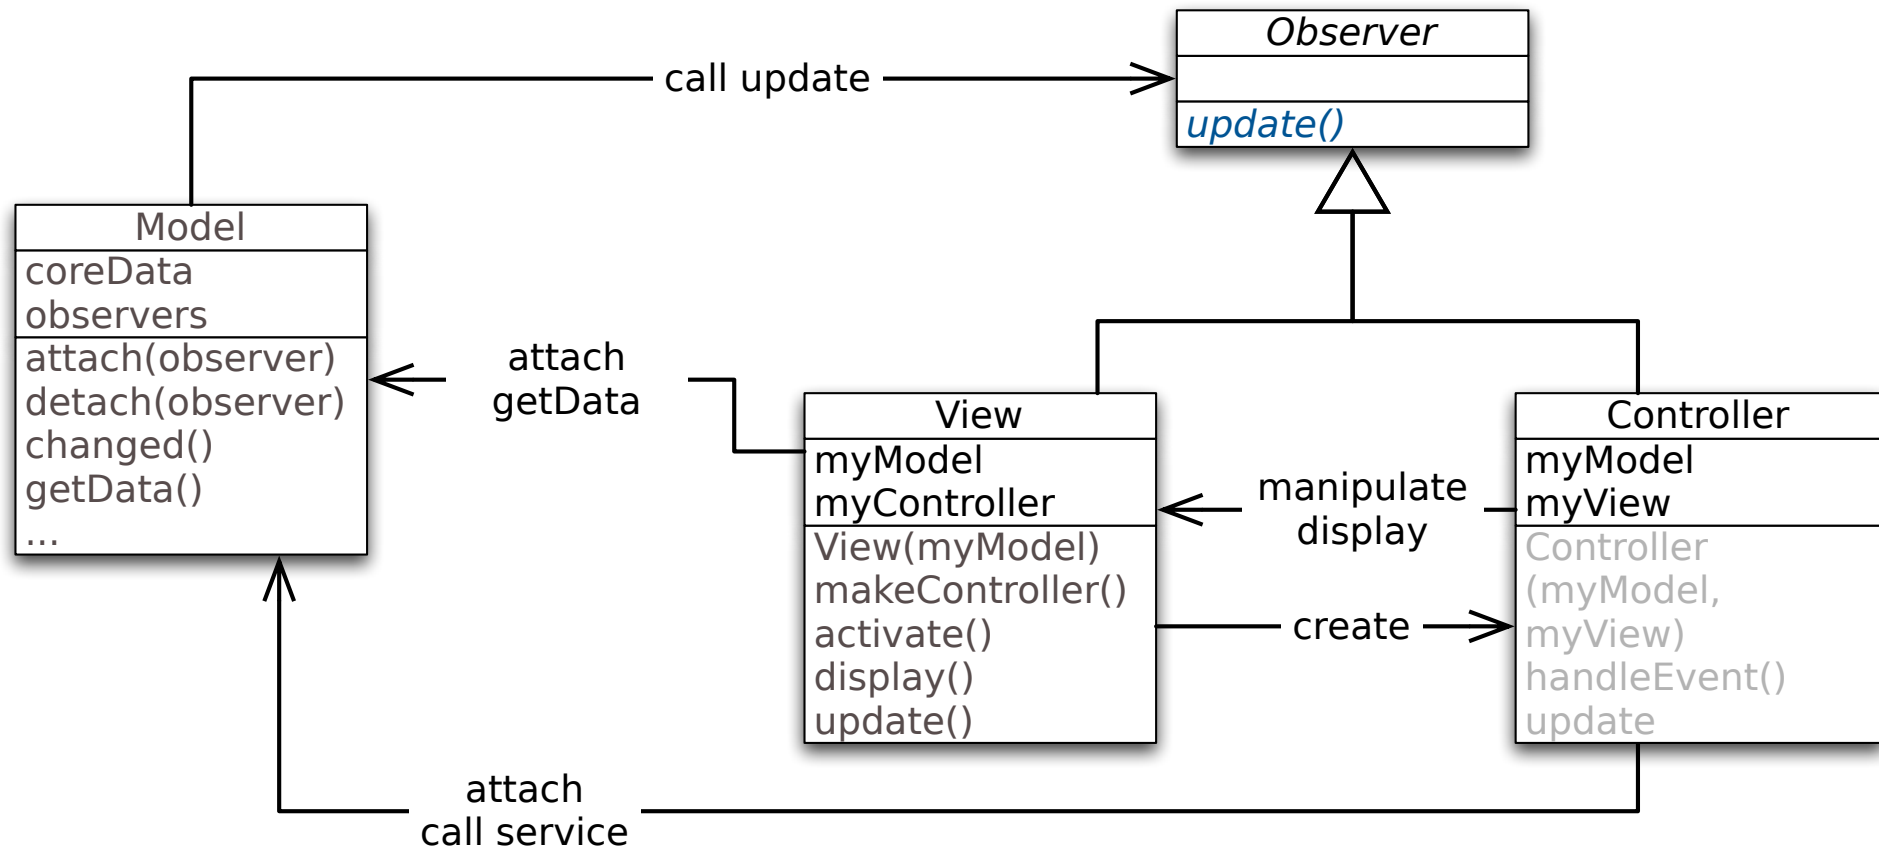 Observer
update()
call update
Model
coreData
observers
attach(observer)
detach(observer)
changed()
getData()
...
attach
getData
View
myModel
myController
View(myModel)
makeController()
activate()
display()
update()
manipulate
display
create
Controller
myModel
myView
Controller
(myModel,
myView)
handleEvent()
update
attach
call service